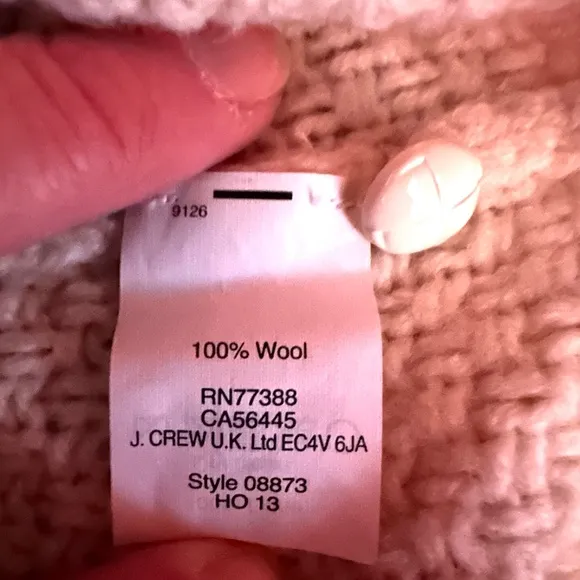 9126
100% Wool
RN77388
CA56445
J. CREW U.K. Ltd EC4V 6JA
Style 08873
HO 13